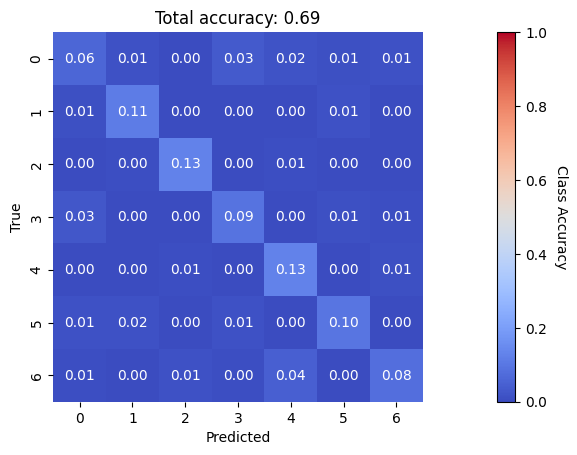 Total accuracy: 0.69
0 0.06 0.01 0.00 0.03 0.02 0.01 0.01
1 0.01 0.11 0.00 0.00 0.00 0.01 0.00
2 0.00 0.00 0.13 0.00 0.01 0.00 0.00
3 0.03 0.00 0.00 0.09 0.00 0.01 0.01
4 0.00 0.00 0.01 0.00 0.13 0.00 0.01
5 0.01 0.02 0.00 0.01 0.00 0.10 0.00
6 0.01 0.00 0.01 0.00 0.04 0.00 0.08
0 1 2 3 4 5 6
Predicted
True
1.0
0.8
0.6
0.4
0.2
0.0
Class Accuracy